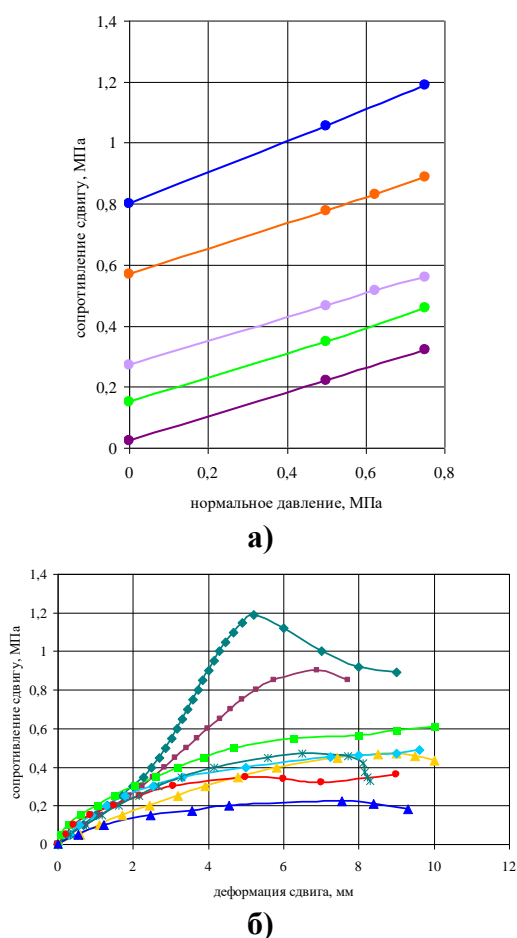 1,4
1,2
1
0,8
0,6
0,4
0,2
0
сопротивление сдвигу, МПа
0 0,2 0,4 0,6 0,8
нормальное давление, МПа
а)
1,4
1,2
1
0,8
0,6
0,4
0,2
0
сопротивление сдвигу, МПа
0 2 4 6 8 10 12
деформация сдвига, мм
б)